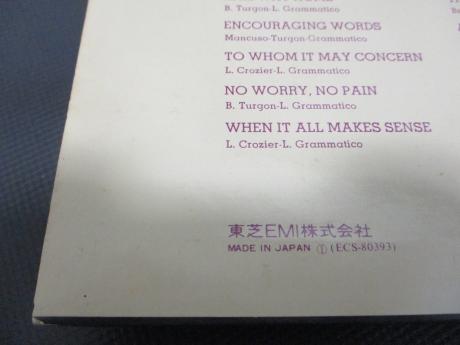 B. Turgon-L. Grammatico
ENCOURAGING WORDS
Mancuso-Turgon-Grammatico
TO WHOM IT MAY CONCERN
L. Crozier-L. Grammatico
NO WORRY, NO PAIN
B. Turgon-L. Grammatico
WHEN IT ALL MAKES SENSE
L. Crozier-L. Grammatico
東芝EMI株式会社
MADE IN JAPAN Ⓣ (ECS-80393)